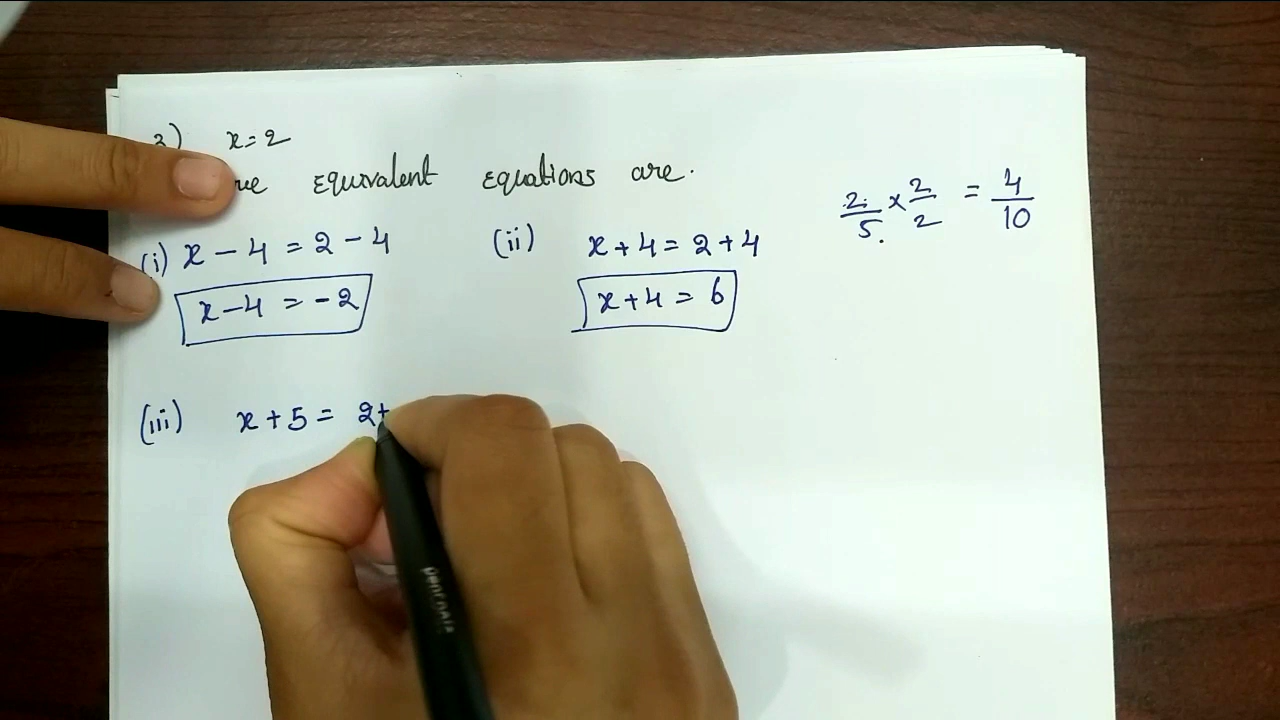 3) x = 2
equivalent equations are.
(i) x - 4 = 2 - 4
x - 4 = - 2
(ii) x + 4 = 2 + 4
x + 4 = 6
2/5 × 2/2 = 4/10
(iii) x + 5 = 2 +